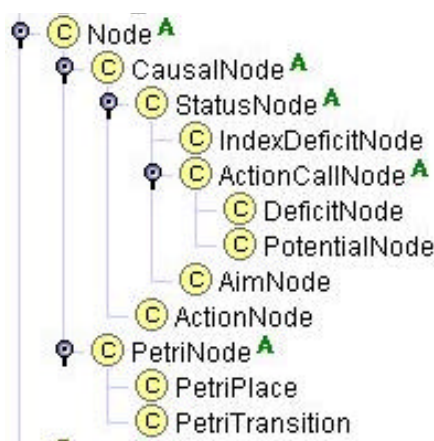 C Node A
C CausalNode A
C StatusNode A
C IndexDeficitNode
C ActionCallNode A
C DeficitNode
C PotentialNode
C AimNode
C ActionNode
C PetriNode A
C PetriPlace
C PetriTransition